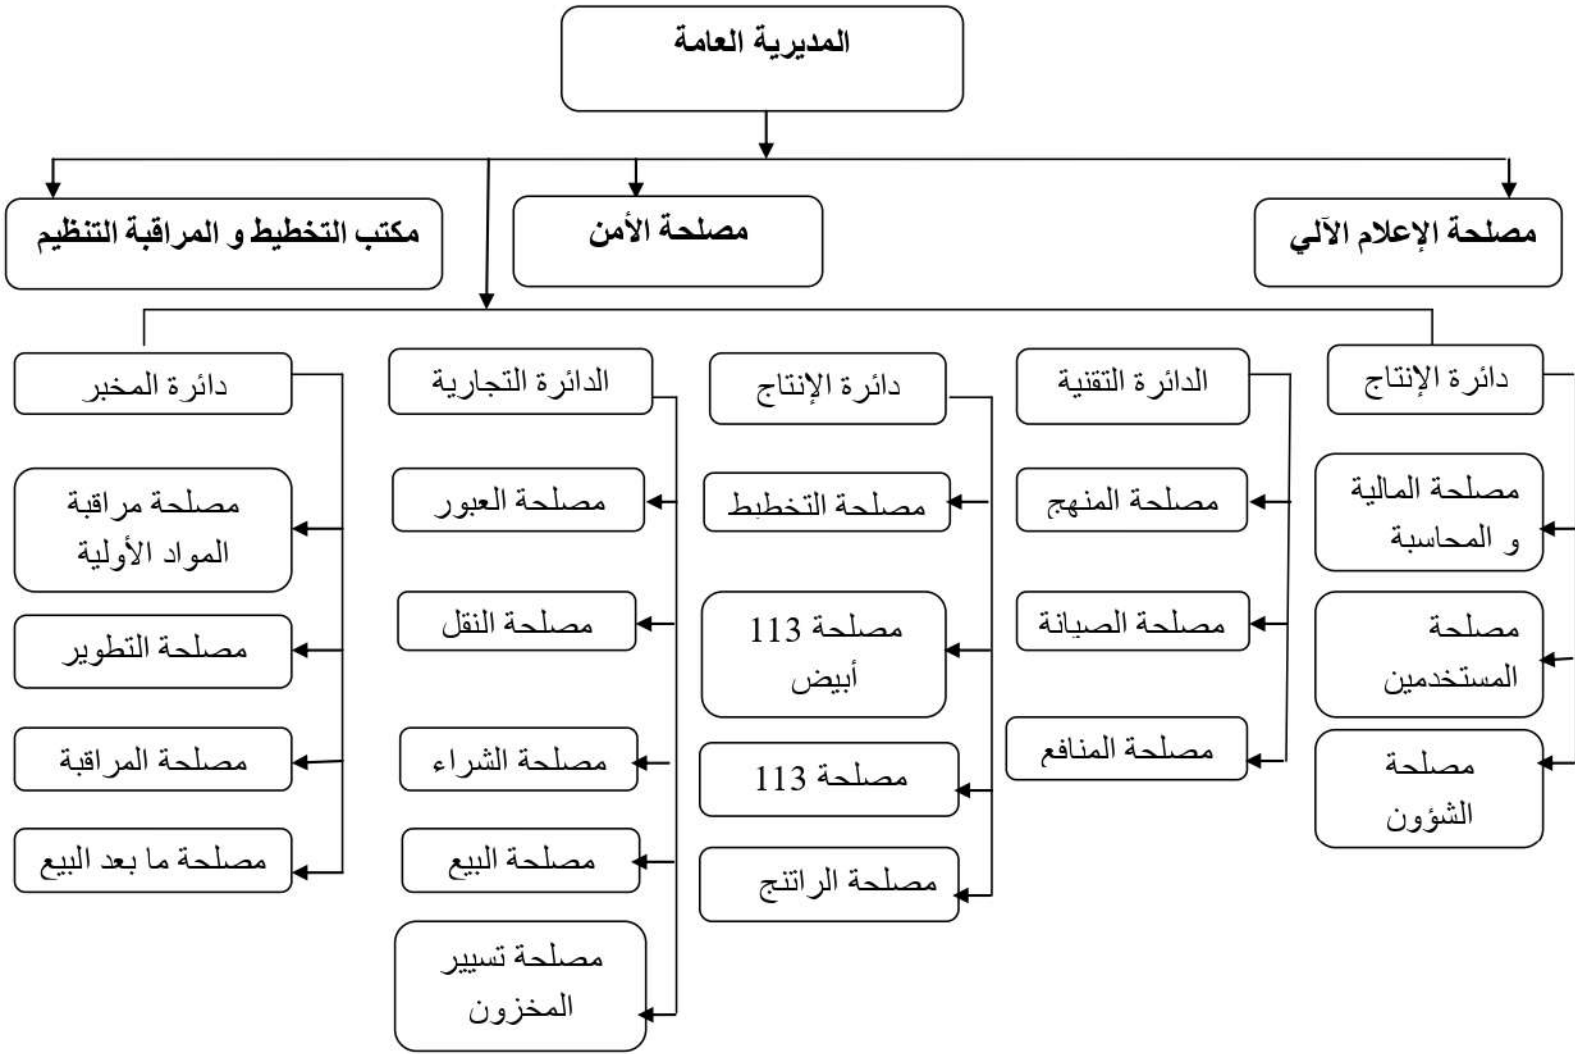 المديرية العامة
مصلحة الإعلام الآلي
مصلحة الأمن
مكتب التخطيط و المراقبة التنظيم
دائرة الإنتاج
الدائرة التقنية
دائرة الإنتاج
الدائرة التجارية
دائرة المخبر
مصلحة المالية
و المحاسبة
مصلحة
المستخدمين
مصلحة
الشؤون
مصلحة المنهج
مصلحة الصيانة
مصلحة المنافع
مصلحة التخطيط
مصلحة 113
أبيض
مصلحة 113
مصلحة الراتنج
مصلحة العبور
مصلحة النقل
مصلحة الشراء
مصلحة البيع
مصلحة تسيير
المخزون
مصلحة مراقبة
المواد الأولية
مصلحة التطوير
مصلحة المراقبة
مصلحة ما بعد البيع